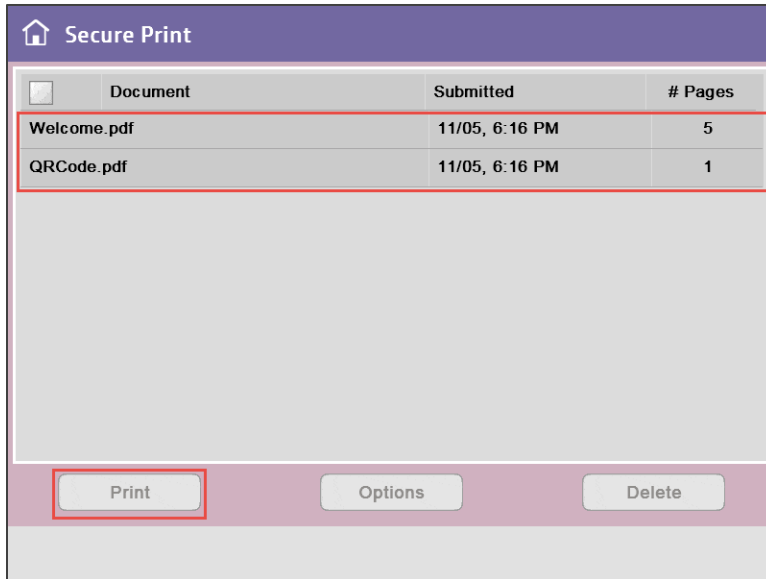 Secure Print
Document Submitted # Pages
Welcome.pdf 11/05, 6:16 PM 5
QRCode.pdf 11/05, 6:16 PM 1
Print Options Delete